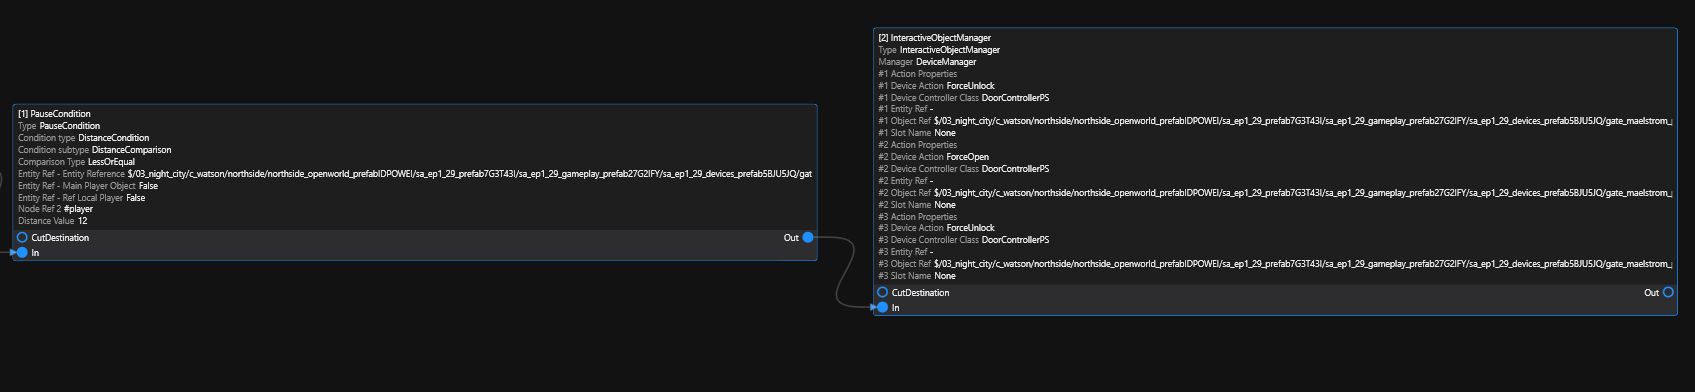 [1] PauseCondition
Type PauseCondition
Condition type DistanceCondition
Condition subtype DistanceComparison
Comparison Type LessOrEqual
Entity Ref - Entity Reference $/03_night_city/c_watson/northside/northside_openworld_prefabIDPOWEI/sa_ep1_29_prefab7G3T43I/sa_ep1_29_gameplay_prefab27G2IFY/sa_ep1_29_devices_prefab5BJU5JQ/gat
Entity Ref - Main Player Object False
Entity Ref - Ref Local Player False
Node Ref 2 #player
Distance Value 12
CutDestination
Out
In
[2] InteractiveObjectManager
Type InteractiveObjectManager
Manager DeviceManager
#1 Action Properties
#1 Device Action ForceUnlock
#1 Device Controller Class DoorControllerPS
#1 Entity Ref -
#1 Object Ref $/03_night_city/c_watson/northside/northside_openworld_prefabIDPOWEI/sa_ep1_29_prefab7G3T43I/sa_ep1_29_gameplay_prefab27G2IFY/sa_ep1_29_devices_prefab5BJU5JQ/gate_maelstrom_
#1 Slot Name None
#2 Action Properties
#2 Device Action ForceOpen
#2 Device Controller Class DoorControllerPS
#2 Entity Ref -
#2 Object Ref $/03_night_city/c_watson/northside/northside_openworld_prefabIDPOWEI/sa_ep1_29_prefab7G3T43I/sa_ep1_29_gameplay_prefab27G2IFY/sa_ep1_29_devices_prefab5BJU5JQ/gate_maelstrom_
#2 Slot Name None
#3 Action Properties
#3 Device Action ForceUnlock
#3 Device Controller Class DoorControllerPS
#3 Entity Ref -
#3 Object Ref $/03_night_city/c_watson/northside/northside_openworld_prefabIDPOWEI/sa_ep1_29_prefab7G3T43I/sa_ep1_29_gameplay_prefab27G2IFY/sa_ep1_29_devices_prefab5BJU5JQ/gate_maelstrom_
#3 Slot Name None
CutDestination
Out
In